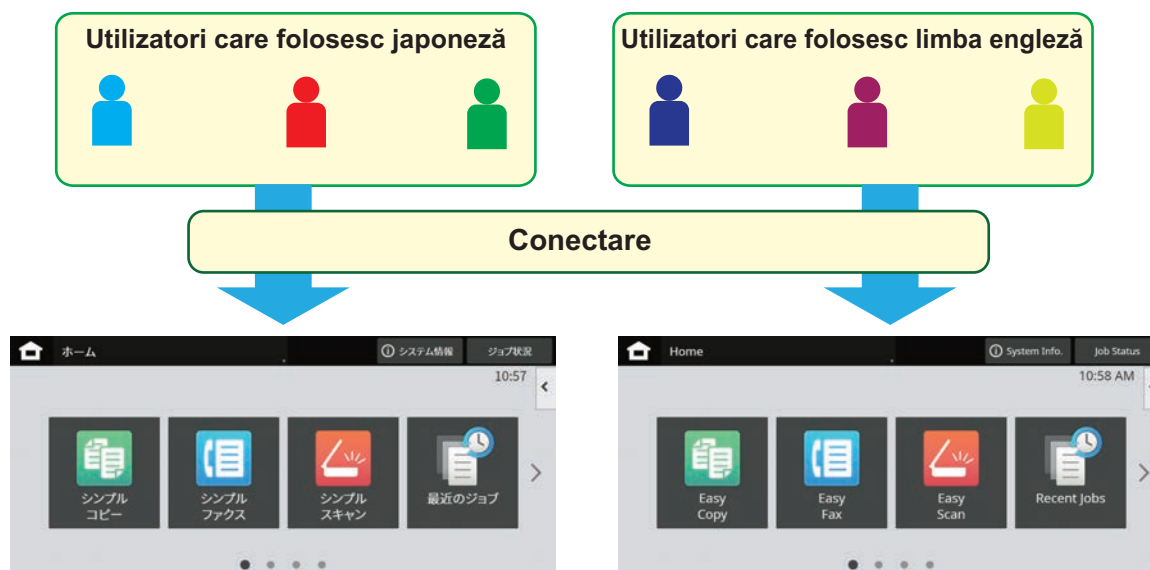 Utilizatori care folosesc japoneză
Utilizatori care folosesc limba engleză
Conectare
ホーム
システム情報
ジョブ状況
10:57
シンプル
コピー
シンプル
ファクス
シンプル
スキャン
最近のジョブ
Home
System Info.
Job Status
10:58 AM
Easy
Copy
Easy
Fax
Easy
Scan
Recent Jobs